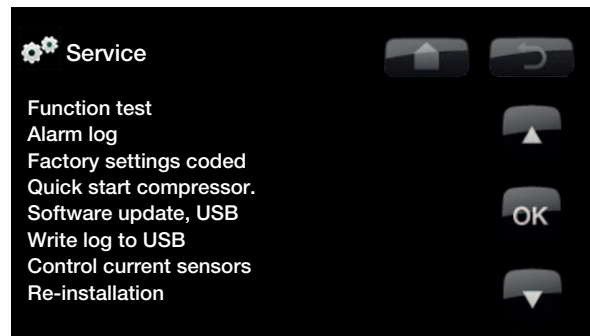 Service
Function test
Alarm log
Factory settings coded
Quick start compressor.
Software update, USB
OK
Write log to USB
Control current sensors
Re-installation